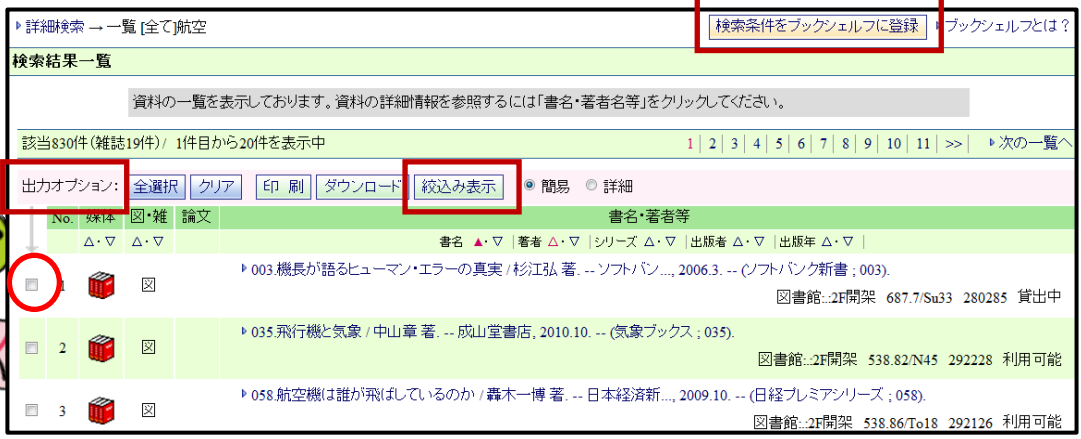 詳細検索 → 一覧 [全て]航空
検索条件をブックシェルフに登録 ブックシェルフとは？
検索結果一覧
資料の一覧を表示しております。資料の詳細情報を参照するには「書名・著者名等」をクリックしてください。
該当830件(雑誌19件)/ 1件目から20件を表示中 1 | 2 | 3 | 4 | 5 | 6 | 7 | 8 | 9 | 10 | 11 | >> | 次の一覧へ
出力オプション: 全選択 クリア 印 刷 ダウンロード 絞込み表示 簡易 詳細
No. 媒体 図・雑 論文 書名・著者等
△・▽ △・▽ 書名 ▲・▽ | 著者 △・▽ | シリーズ △・▽ | 出版者 △・▽ | 出版年 △・▽ |
1 図 003.機長が語るヒューマン・エラーの真実 / 杉江弘 著. -- ソフトバン..., 2006.3. -- (ソフトバンク新書 ; 003).
図書館:.:2F開架 687.7/Su33 280285 貸出中
2 図 035.飛行機と気象 / 中山章 著. -- 成山堂書店, 2010.10. -- (気象ブックス ; 035).
図書館:.:2F開架 538.82/N45 292228 利用可能
3 図 058.航空機は誰が飛ばしているのか / 轟木一博 著. -- 日本経済新..., 2009.10. -- (日経プレミアシリーズ ; 058).
図書館:.:2F開架 538.86/To18 292126 利用可能